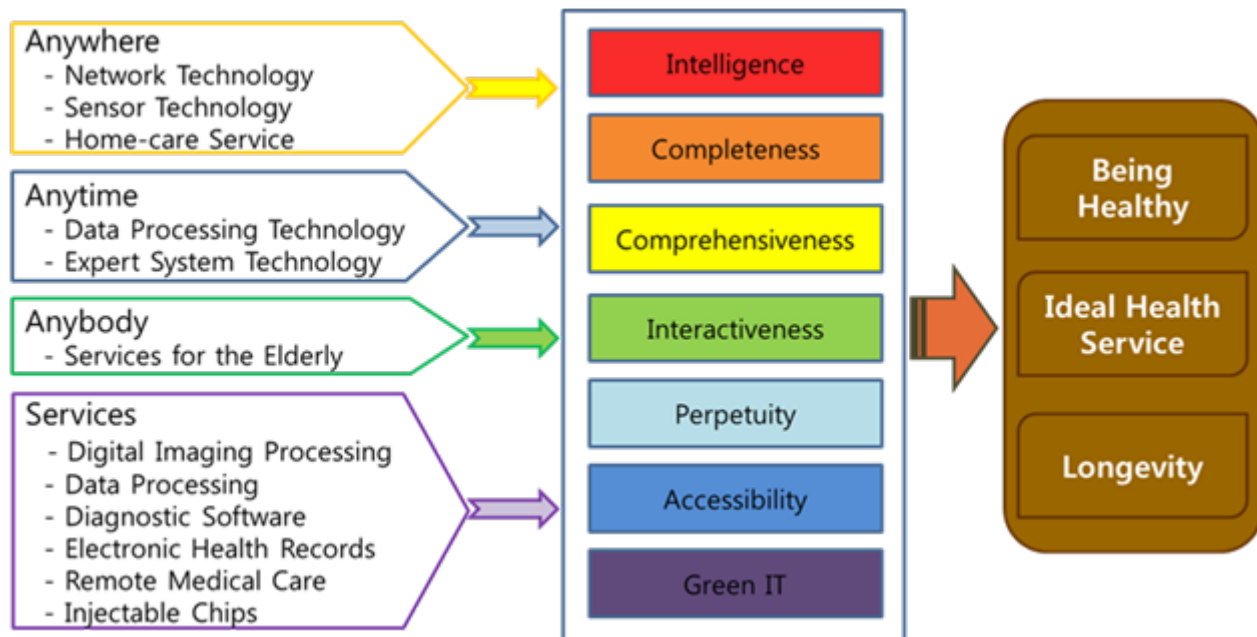 Anywhere
- Network Technology
- Sensor Technology
- Home-care Service
Anytime
- Data Processing Technology
- Expert System Technology
Anybody
- Services for the Elderly
Services
- Digital Imaging Processing
- Data Processing
- Diagnostic Software
- Electronic Health Records
- Remote Medical Care
- Injectable Chips
Intelligence
Completeness
Comprehensiveness
Interactiveness
Perpetuity
Accessibility
Green IT
Being
Healthy
Ideal Health
Service
Longevity